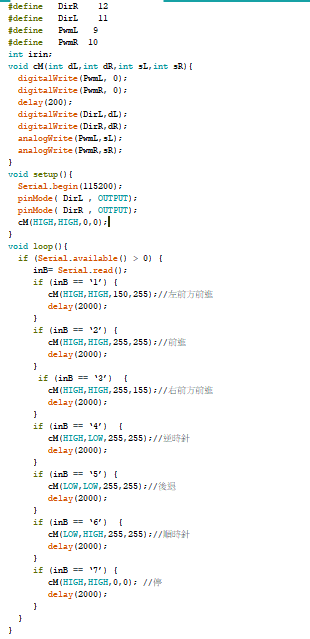 #define   DirR    12
#define   DirL    11
#define   PwmL   9
#define   PwmR  10
int irin;
void cM(int dL,int dR,int sL,int sR){
  digitalWrite(PwmL, 0);
  digitalWrite(PwmR, 0);
  delay(200);
  digitalWrite(DirL,dL);
  digitalWrite(DirR,dR);
  analogWrite(PwmL,sL);
  analogWrite(PwmR,sR);
}
void setup(){
  Serial.begin(115200);
  pinMode( DirL , OUTPUT);
  pinMode( DirR , OUTPUT);
  cM(HIGH,HIGH,0,0);
}
void loop(){
  if (Serial.available() > 0) {
     inB= Serial.read();
     if (inB == ‘1’) {
        cM(HIGH,HIGH,150,255);//左前方前進
        delay(2000);
     }
     if (inB == ‘2’) {
        cM(HIGH,HIGH,255,255);//前進
        delay(2000);
     }
      if (inB == ‘3’)  {
        cM(HIGH,HIGH,255,155);//右前方前進
        delay(2000);
     }
     if (inB == ‘4’)  {
        cM(HIGH,LOW,255,255);//逆時針
        delay(2000);
     }
     if (inB == ‘5’) {
        cM(LOW,LOW,255,255);//後退
        delay(2000);
     }
     if (inB == ‘6’)  {
        cM(LOW,HIGH,255,255);//順時針
        delay(2000);
     }
     if (inB == ‘7’) {
        cM(HIGH,HIGH,0,0); //停
        delay(2000);
     }
  }
}